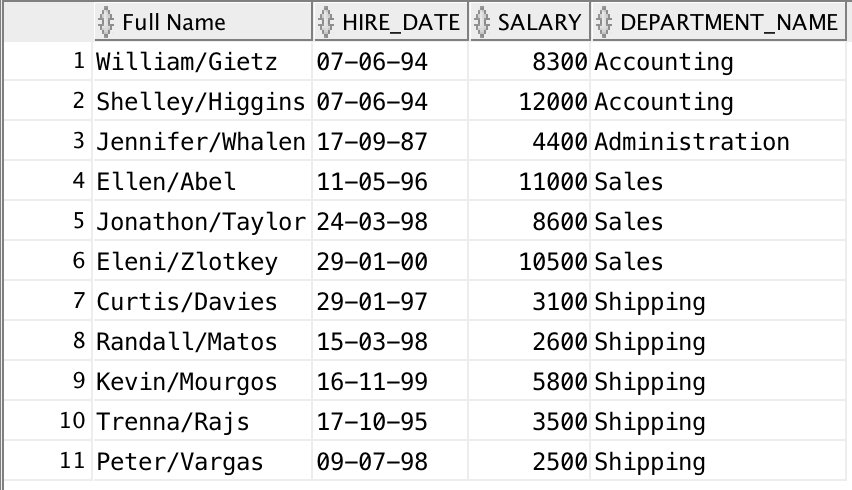 Full Name HIRE_DATE SALARY DEPARTMENT_NAME
1 William/Gietz 07-06-94 8300 Accounting
2 Shelley/Higgins 07-06-94 12000 Accounting
3 Jennifer/Whalen 17-09-87 4400 Administration
4 Ellen/Abel 11-05-96 11000 Sales
5 Jonathon/Taylor 24-03-98 8600 Sales
6 Eleni/Zlotkey 29-01-00 10500 Sales
7 Curtis/Davies 29-01-97 3100 Shipping
8 Randall/Matos 15-03-98 2600 Shipping
9 Kevin/Mourgos 16-11-99 5800 Shipping
10 Trenna/Rajs 17-10-95 3500 Shipping
11 Peter/Vargas 09-07-98 2500 Shipping